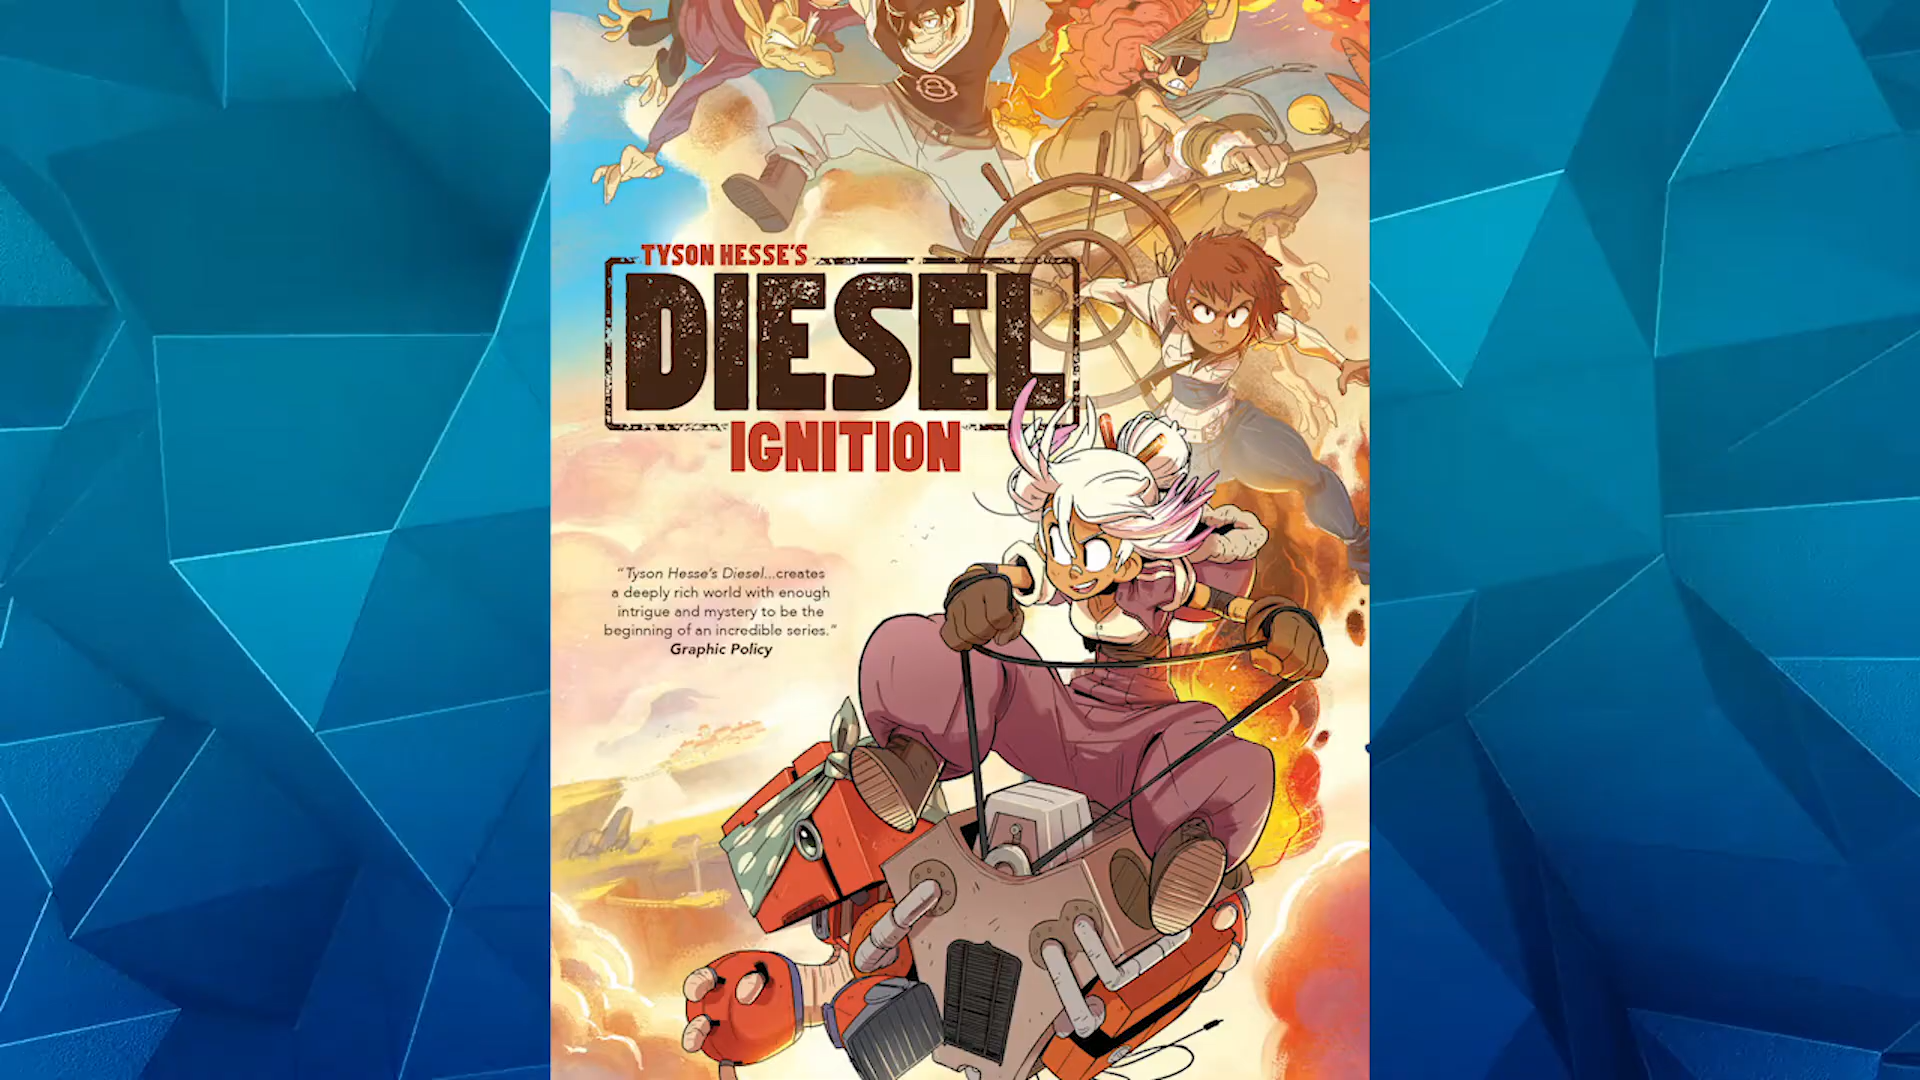 TYSON HESSE'S
DIESEL
™
IGNITION
“Tyson Hesse's Diesel...creates
a deeply rich world with enough
intrigue and mystery to be the
beginning of an incredible series.”
Graphic Policy